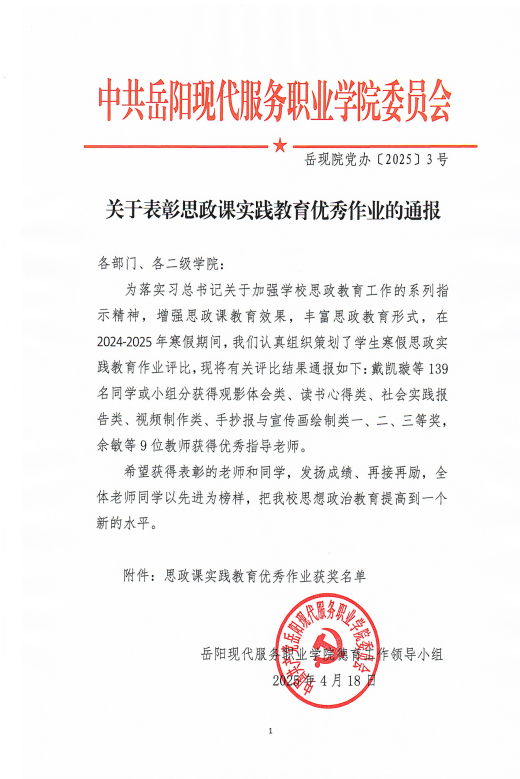 中共岳阳现代服务职业学院委员会
岳现院党办〔2025〕3号
关于表彰思政课实践教育优秀作业的通报
各部门、各二级学院：
为落实习总书记关于加强学校思政教育工作的系列指
示精神，增强思政课教育效果，丰富思政教育形式，在
2024-2025年寒假期间，我们认真组织策划了学生寒假思政实
践教育作业评比，现将有关评比结果通报如下：戴凯璇等139
名同学或小组分获得观影体会类、读书心得类、社会实践报
告类、视频制作类、手抄报与宣传画绘制类一、二、三等奖，
余敏等9位教师获得优秀指导老师。
希望获得表彰的老师和同学，发扬成绩、再接再励，全
体老师同学以先进为榜样，把我校思想政治教育提高到一个
新的水平。
附件：思政课实践教育优秀作业获奖名单
中国共产党岳阳现代服务职业学院委员会
岳阳现代服务职业学院德育工作领导小组
2025年4月18日
1